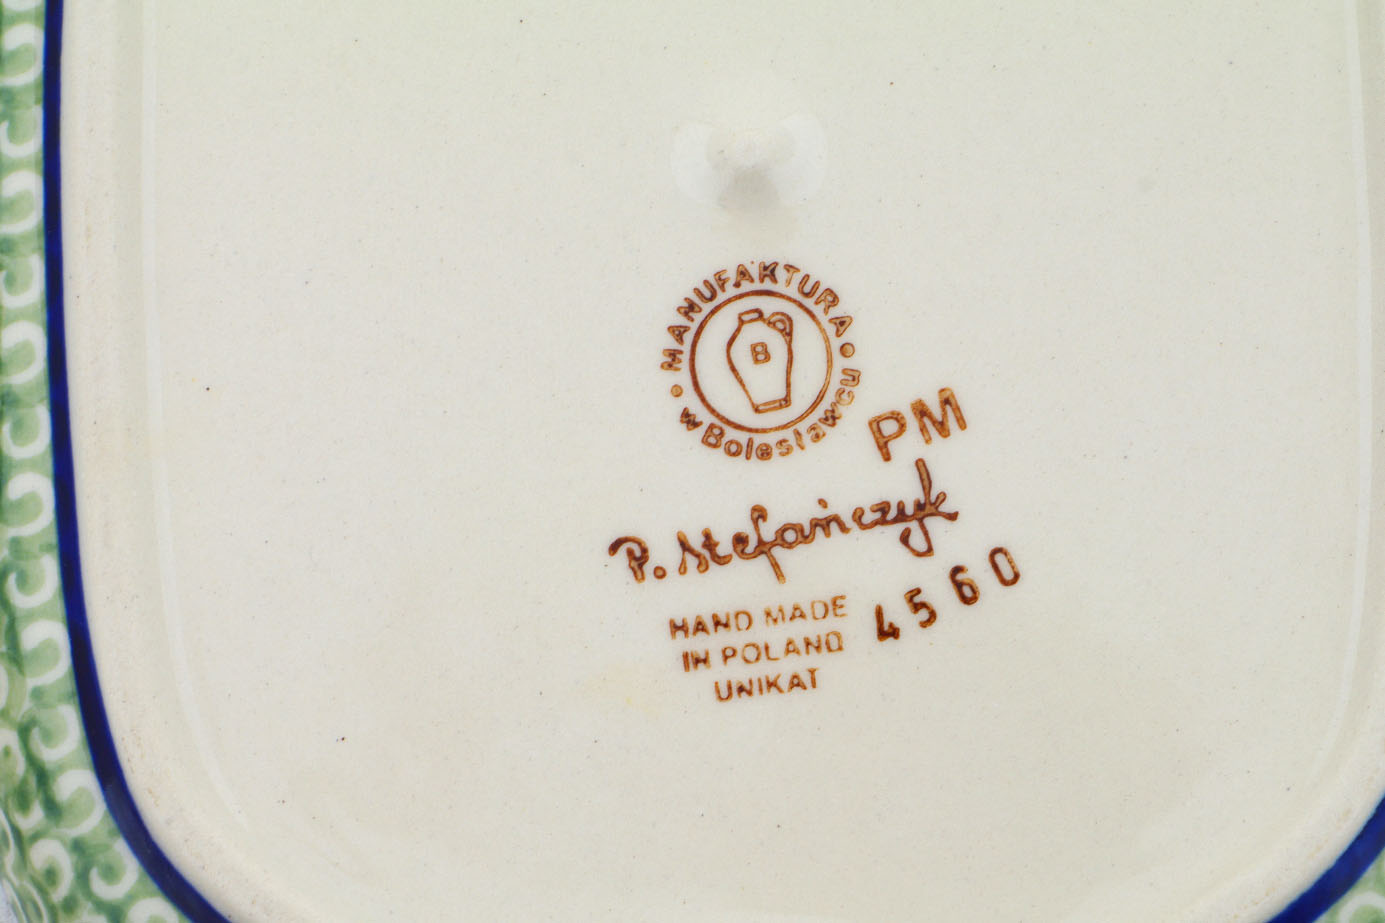 MANUFAKTURA
w Bolesławcu
B
PM
P. Stefańczyk
4560
HAND MADE
IN POLAND
UNIKAT